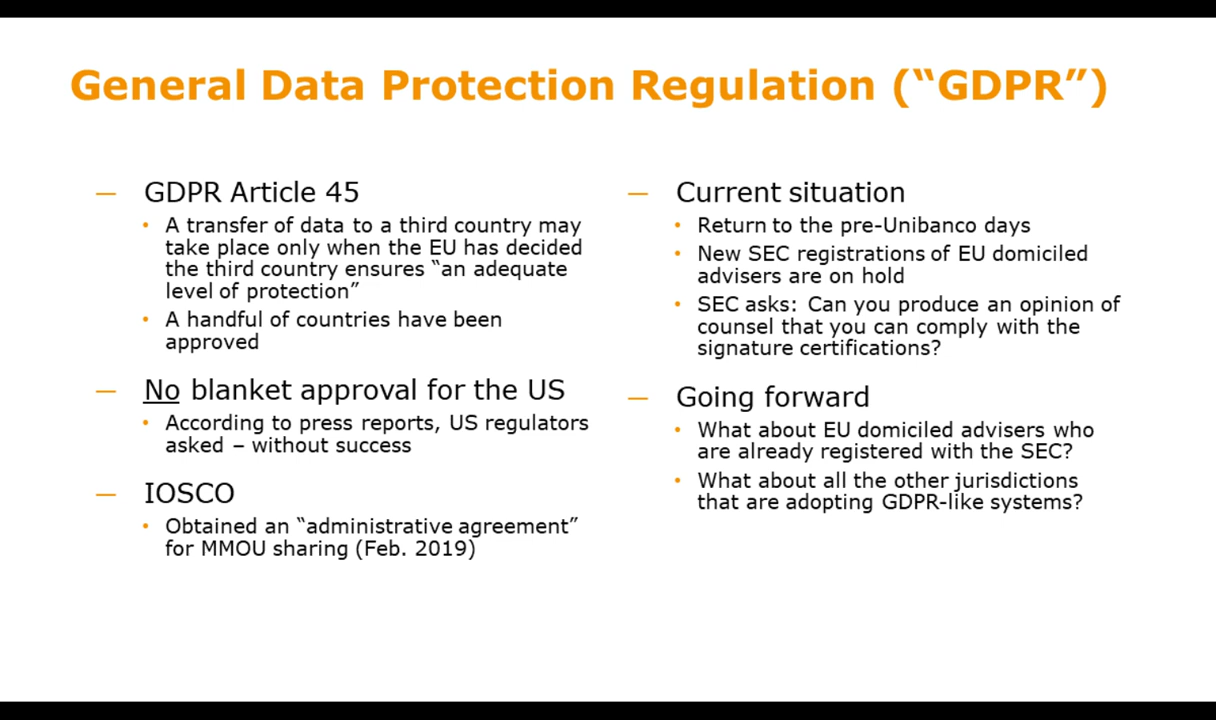 General Data Protection Regulation (“GDPR”)
— GDPR Article 45
• A transfer of data to a third country may
take place only when the EU has decided
the third country ensures “an adequate
level of protection”
• A handful of countries have been
approved
— No blanket approval for the US
• According to press reports, US regulators
asked – without success
— IOSCO
• Obtained an “administrative agreement”
for MMOU sharing (Feb. 2019)
— Current situation
• Return to the pre-Unibanco days
• New SEC registrations of EU domiciled
advisers are on hold
• SEC asks: Can you produce an opinion of
counsel that you can comply with the
signature certifications?
— Going forward
• What about EU domiciled advisers who
are already registered with the SEC?
• What about all the other jurisdictions
that are adopting GDPR-like systems?